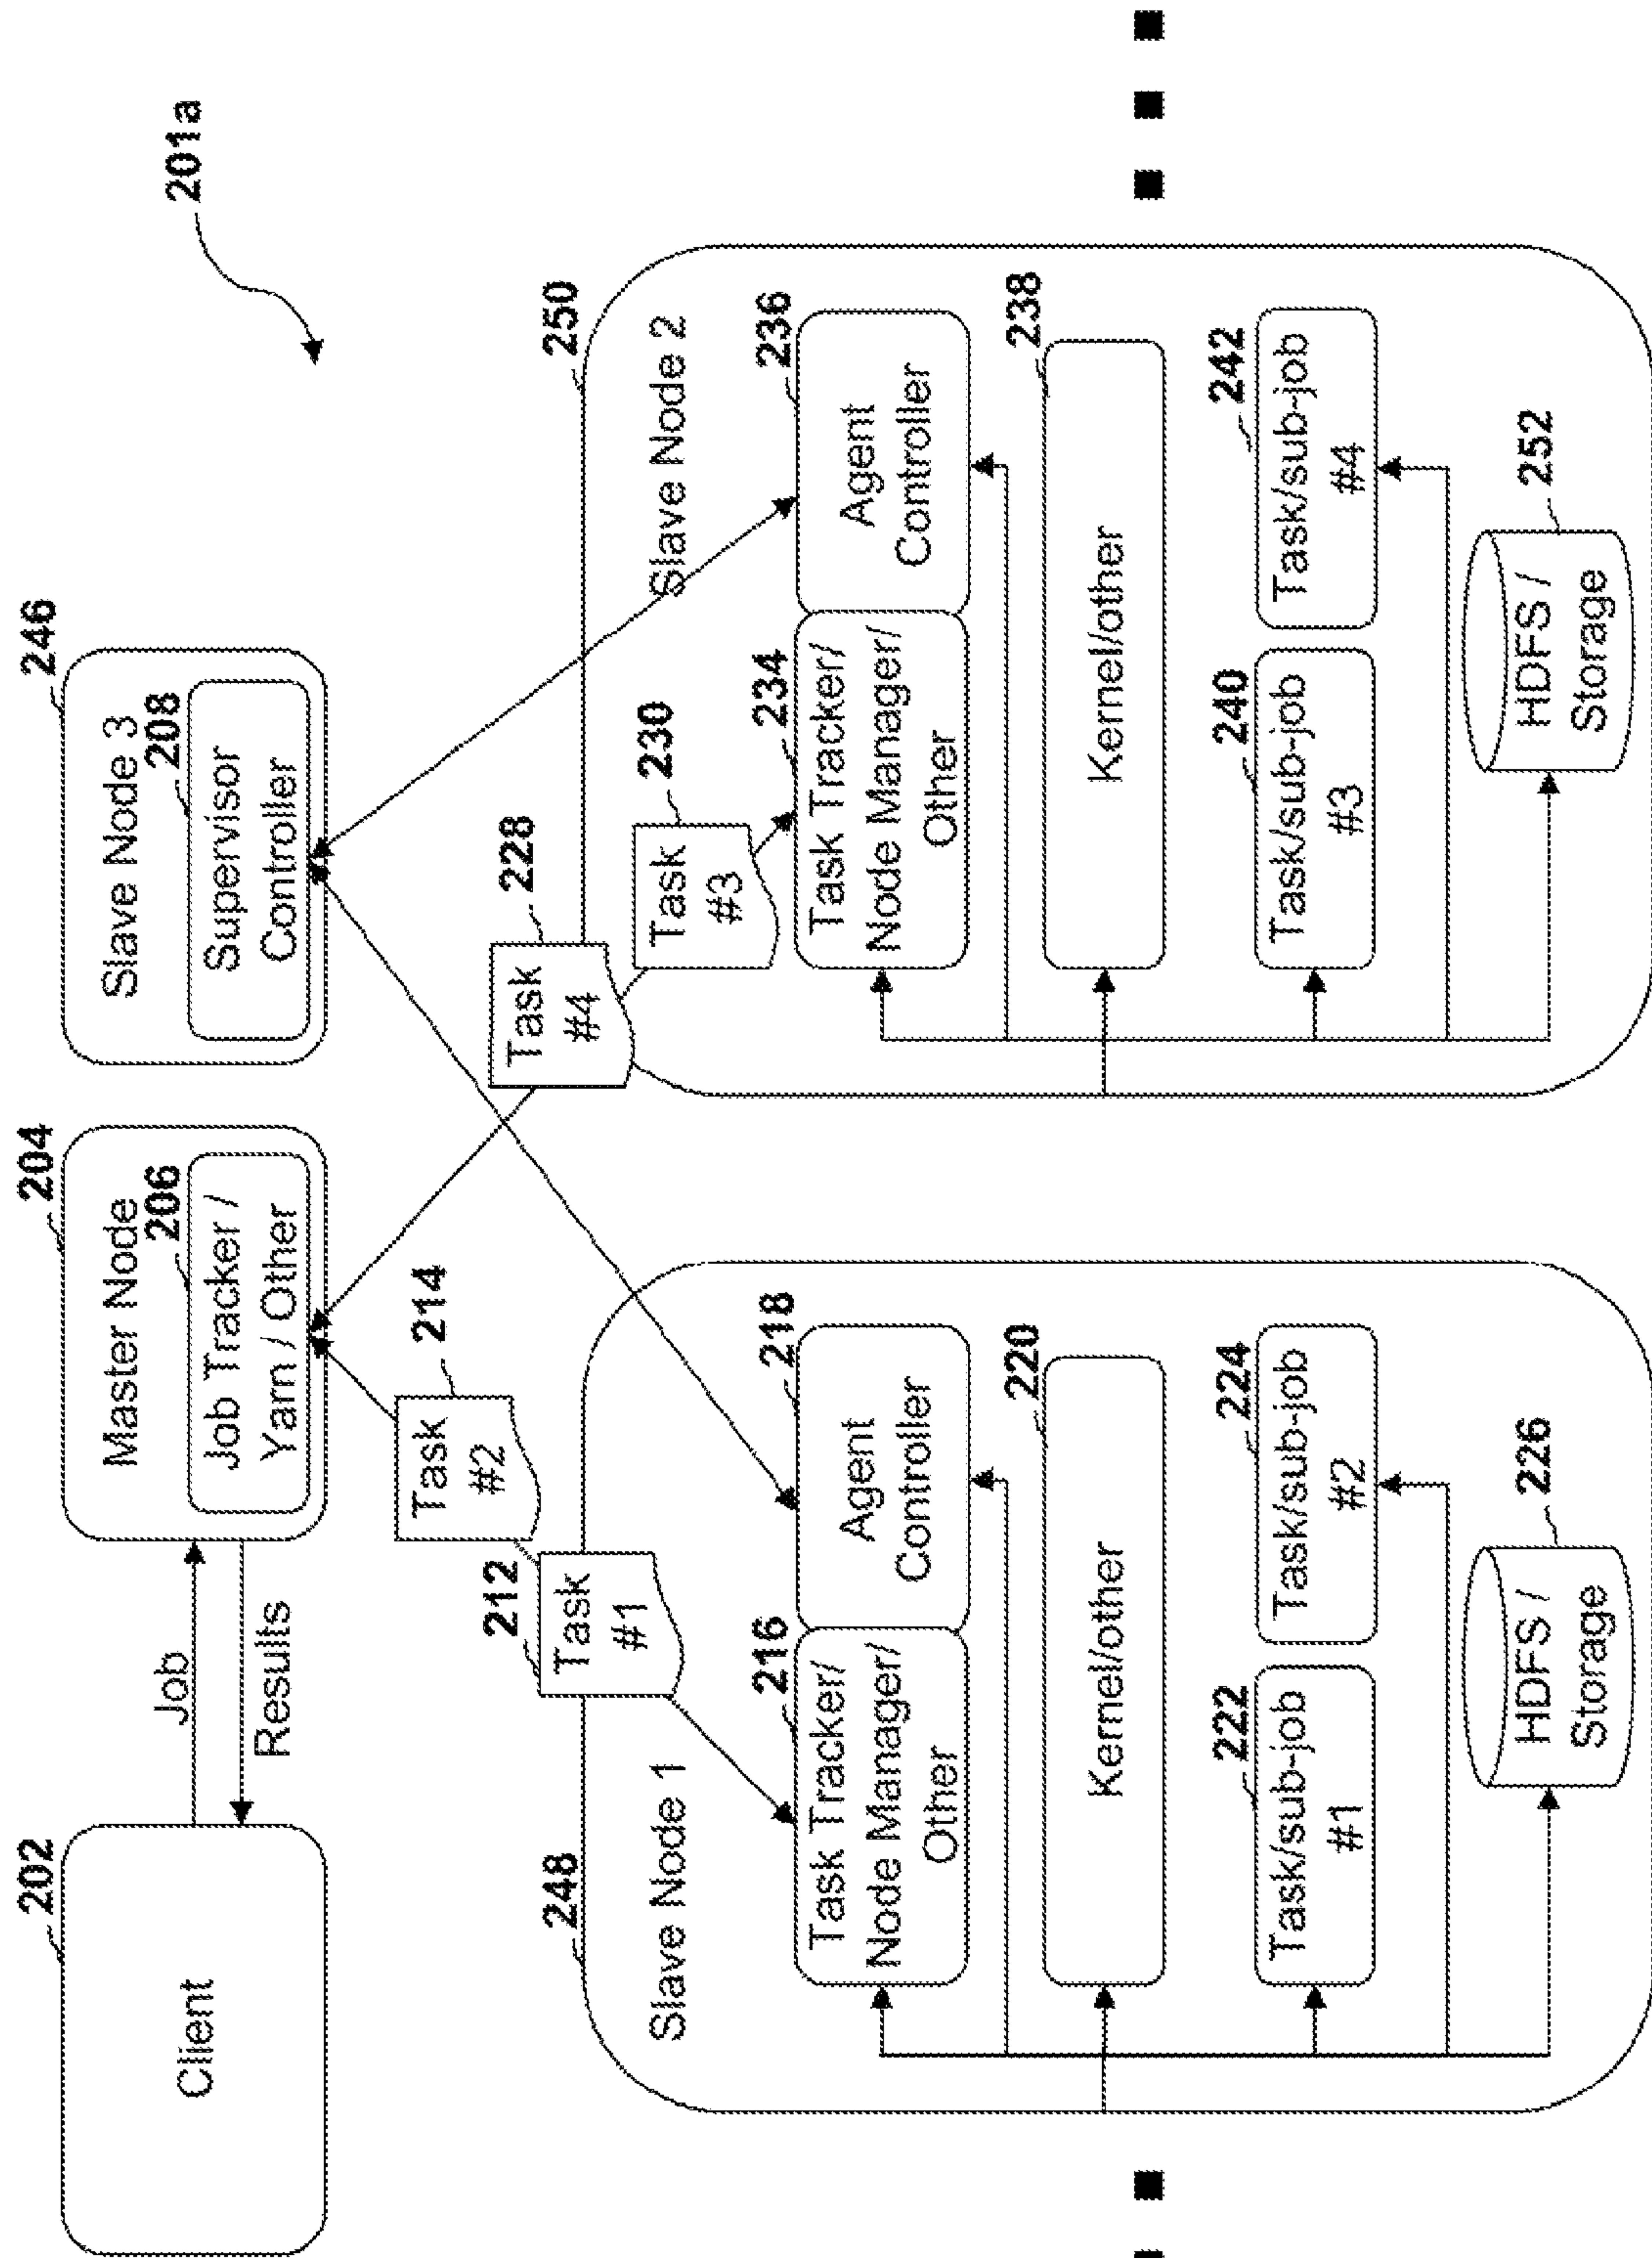 201a
202
Client
Job
Results
204
Master Node
206
Job Tracker /
Yarn / Other
246
Slave Node 3
208
Supervisor
Controller
214
Task
#2
212
Task
#1
228
Task
#4
230
Task
#3
248
Slave Node 1
216
Task Tracker/
Node Manager/
Other
218
Agent
Controller
220
Kernel/other
222
Task/sub-job
#1
224
Task/sub-job
#2
226
HDFS /
Storage
250
Slave Node 2
234
Task Tracker/
Node Manager/
Other
236
Agent
Controller
238
Kernel/other
240
Task/sub-job
#3
242
Task/sub-job
#4
252
HDFS /
Storage